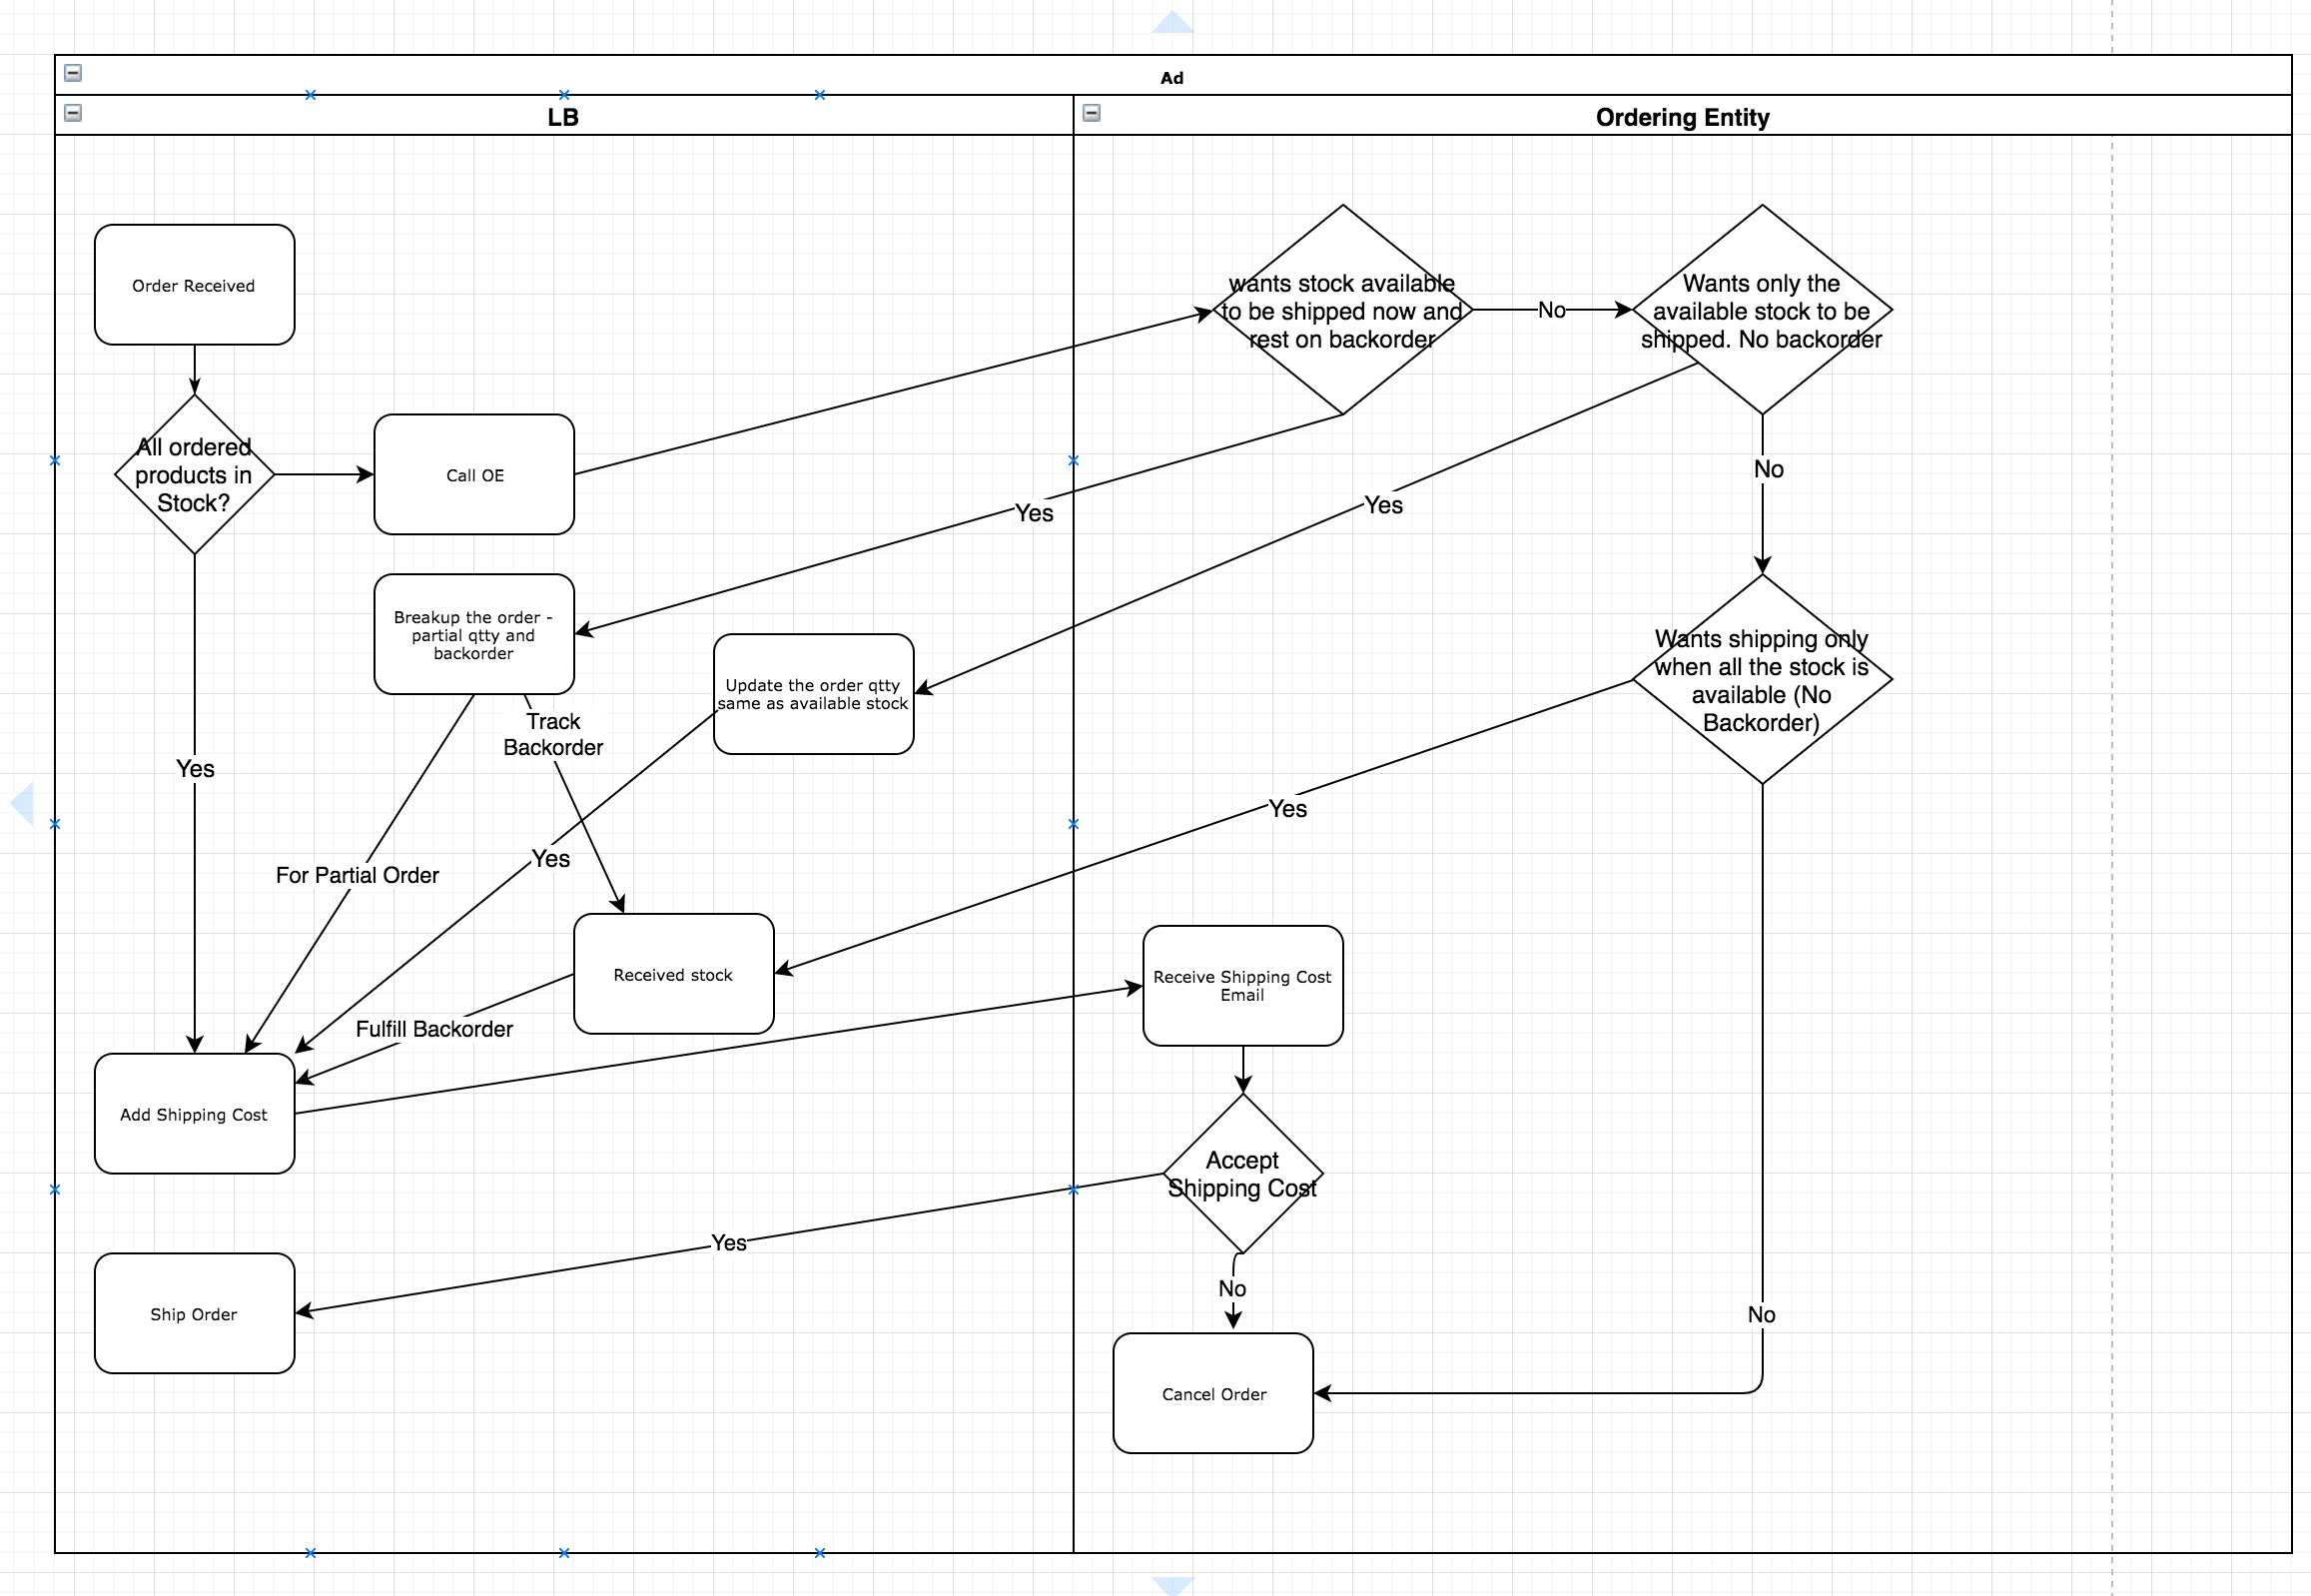 Ad
LB
Ordering Entity
Order Received
wants stock available
to be shipped now and
rest on backorder
No
Wants only the
available stock to be
shipped. No backorder
All ordered
products in
Stock?
Call OE
No
Yes
Yes
Breakup the order -
partial qtty and
backorder
Update the order qtty
same as available stock
Wants shipping only
when all the stock is
available (No
Backorder)
Track
Backorder
Yes
Yes
For Partial Order
Yes
Received stock
Receive Shipping Cost
Email
Fulfill Backorder
Add Shipping Cost
Accept
Shipping Cost
Yes
No
Ship Order
No
Cancel Order